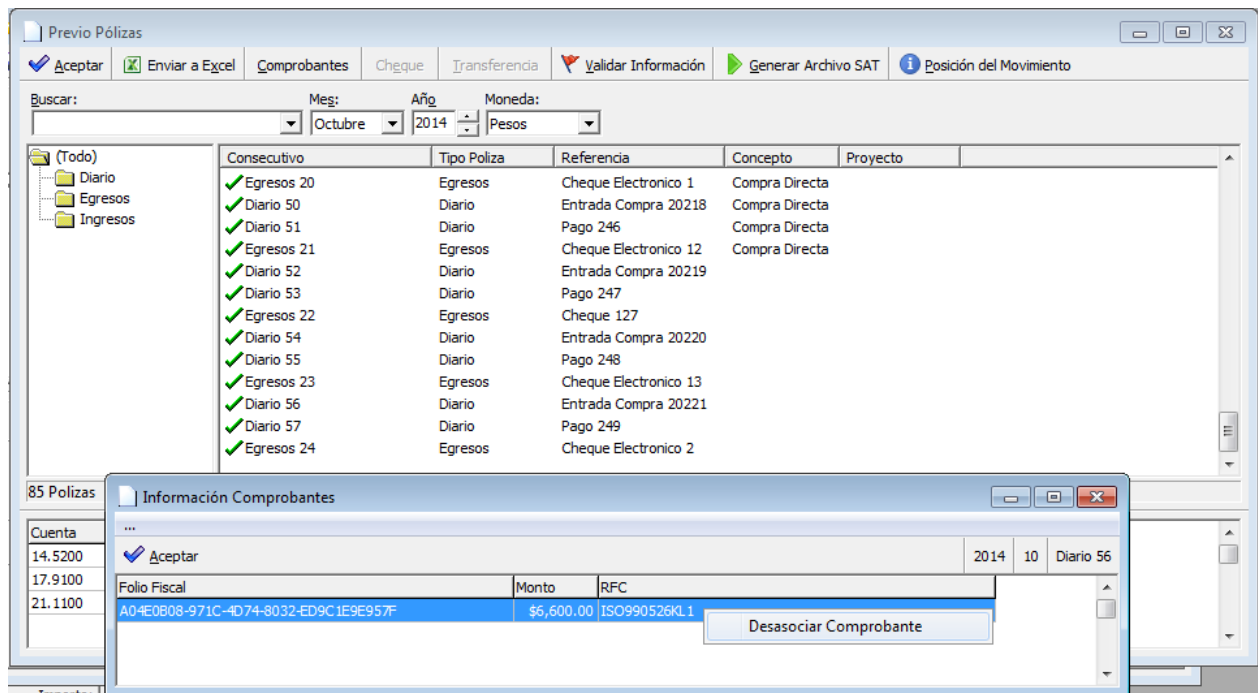 Previo Pólizas
Aceptar Enviar a Excel Comprobantes Cheque Transferencia Validar Información Generar Archivo SAT Posición del Movimiento
Buscar: Mes: Año Moneda:
Octubre 2014 Pesos
(Todo)
Diario
Egresos
Ingresos
Consecutivo Tipo Poliza Referencia Concepto Proyecto
Egresos 20 Egresos Cheque Electronico 1 Compra Directa
Diario 50 Diario Entrada Compra 20218 Compra Directa
Diario 51 Diario Pago 246 Compra Directa
Egresos 21 Egresos Cheque Electronico 12 Compra Directa
Diario 52 Diario Entrada Compra 20219
Diario 53 Diario Pago 247
Egresos 22 Egresos Cheque 127
Diario 54 Diario Entrada Compra 20220
Diario 55 Diario Pago 248
Egresos 23 Egresos Cheque Electronico 13
Diario 56 Diario Entrada Compra 20221
Diario 57 Diario Pago 249
Egresos 24 Egresos Cheque Electronico 2
85 Polizas
Cuenta
14.5200
17.9100
21.1100
Información Comprobantes
...
Aceptar 2014 10 Diario 56
Folio Fiscal Monto RFC
A04E0B08-971C-4D74-8032-ED9C1E9E957F $6,600.00 ISO990526KL1
Desasociar Comprobante